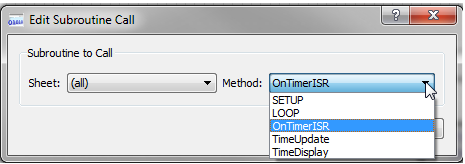 Edit Subroutine Call
Subroutine to Call
Sheet: (all) Method: OnTimerISR
SETUP
LOOP
OnTimerISR
TimeUpdate
TimeDisplay